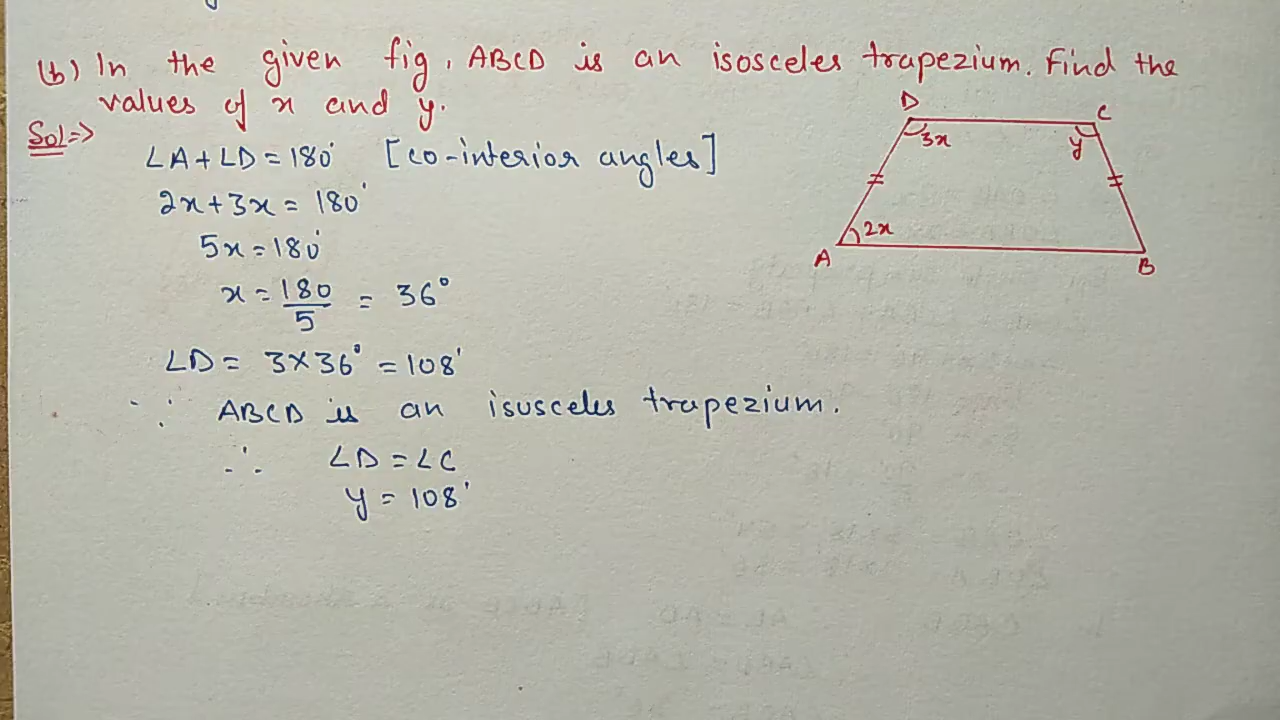 (b) In the given fig, ABCD is an isosceles trapezium. Find the
values of x and y.
Sol=>
∠A+∠D=180° [co-interior angles]
2x+3x=180°
5x=180°
x=180/5 = 36°
∠D= 3×36°=108°
∵ ABCD is an isusceles trapezium.
∴ ∠D=∠C
y=108°
D
C
3x
y
2x
A
B